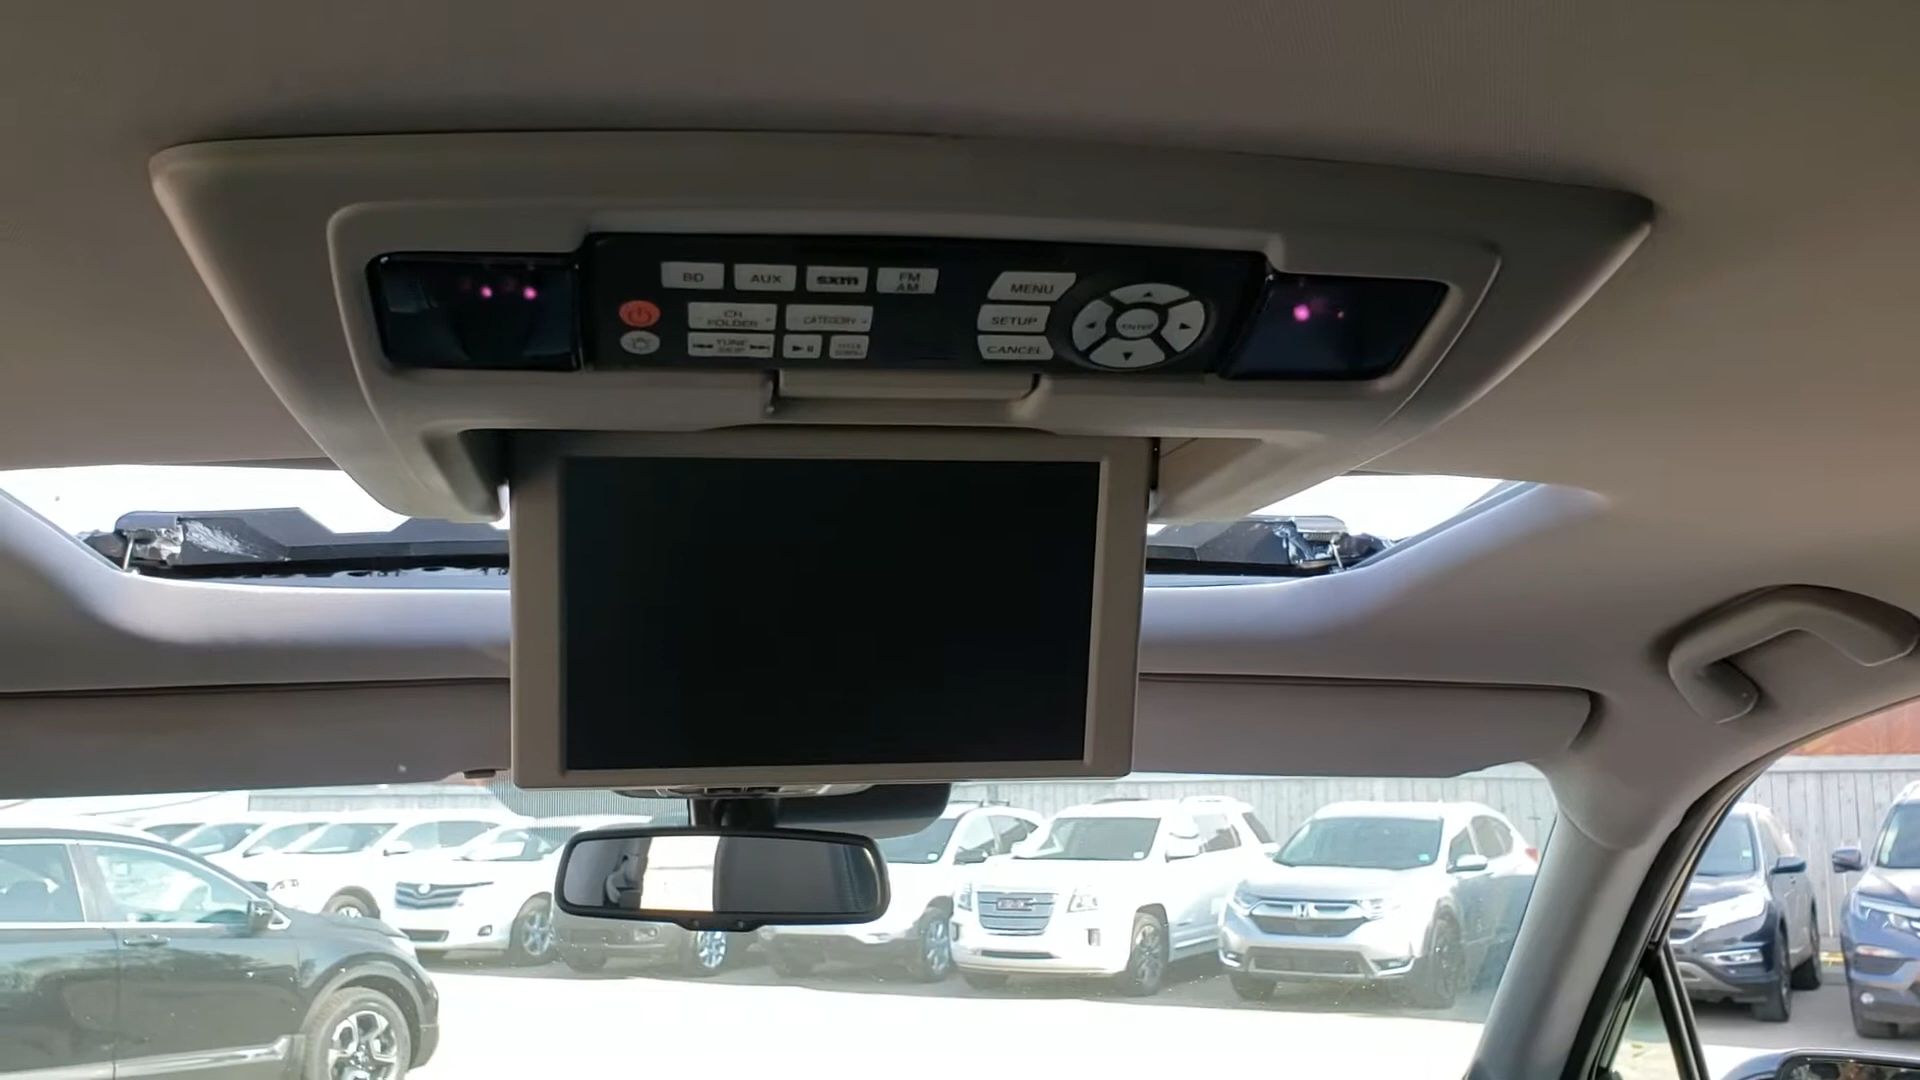 BD
AUX
sxm
FM
AM
MENU
CH
FOLDER
CATEGORY
SETUP
ENTER
TUNE
SKIP
CANCEL
GMC